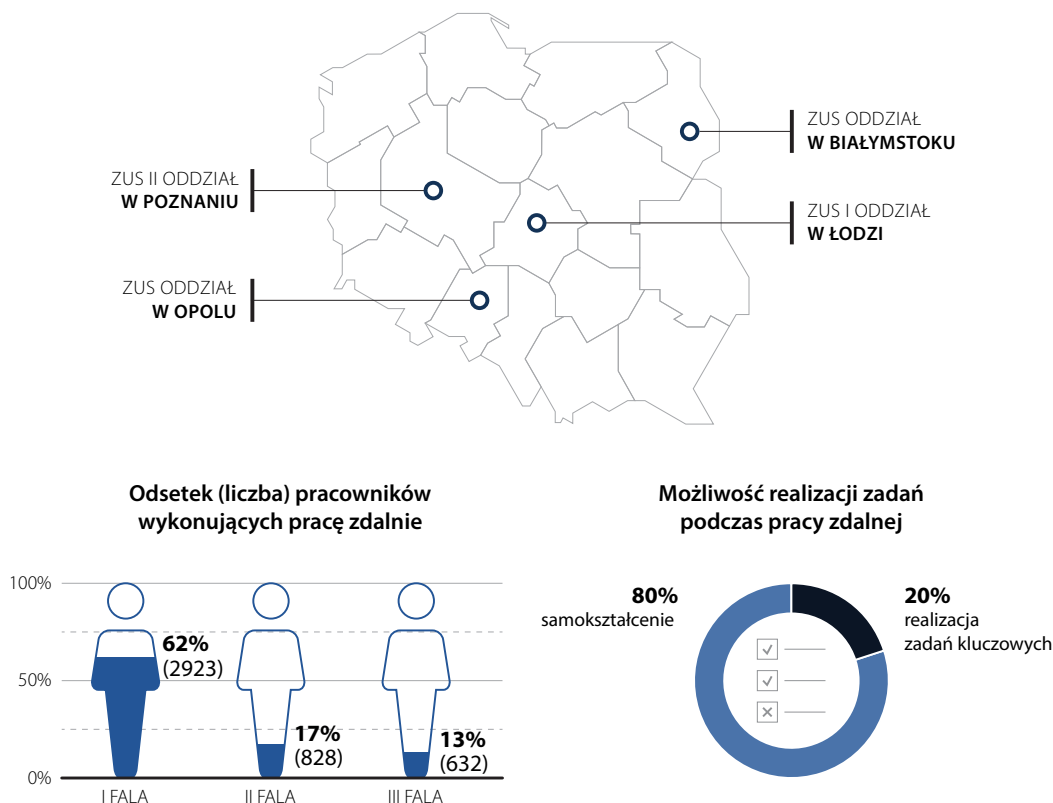 ZUS ODDZIAŁ
W BIAŁYMSTOKU
ZUS II ODDZIAŁ
W POZNANIU
ZUS I ODDZIAŁ
W ŁODZI
ZUS ODDZIAŁ
W OPOLU
Odsetek (liczba) pracowników
wykonujących pracę zdalnie
100%
50%
0%
62%
(2923)
17%
(828)
13%
(632)
I FALA
II FALA
III FALA
Możliwość realizacji zadań
podczas pracy zdalnej
80%
samokształcenie
20%
realizacja
zadań kluczowych